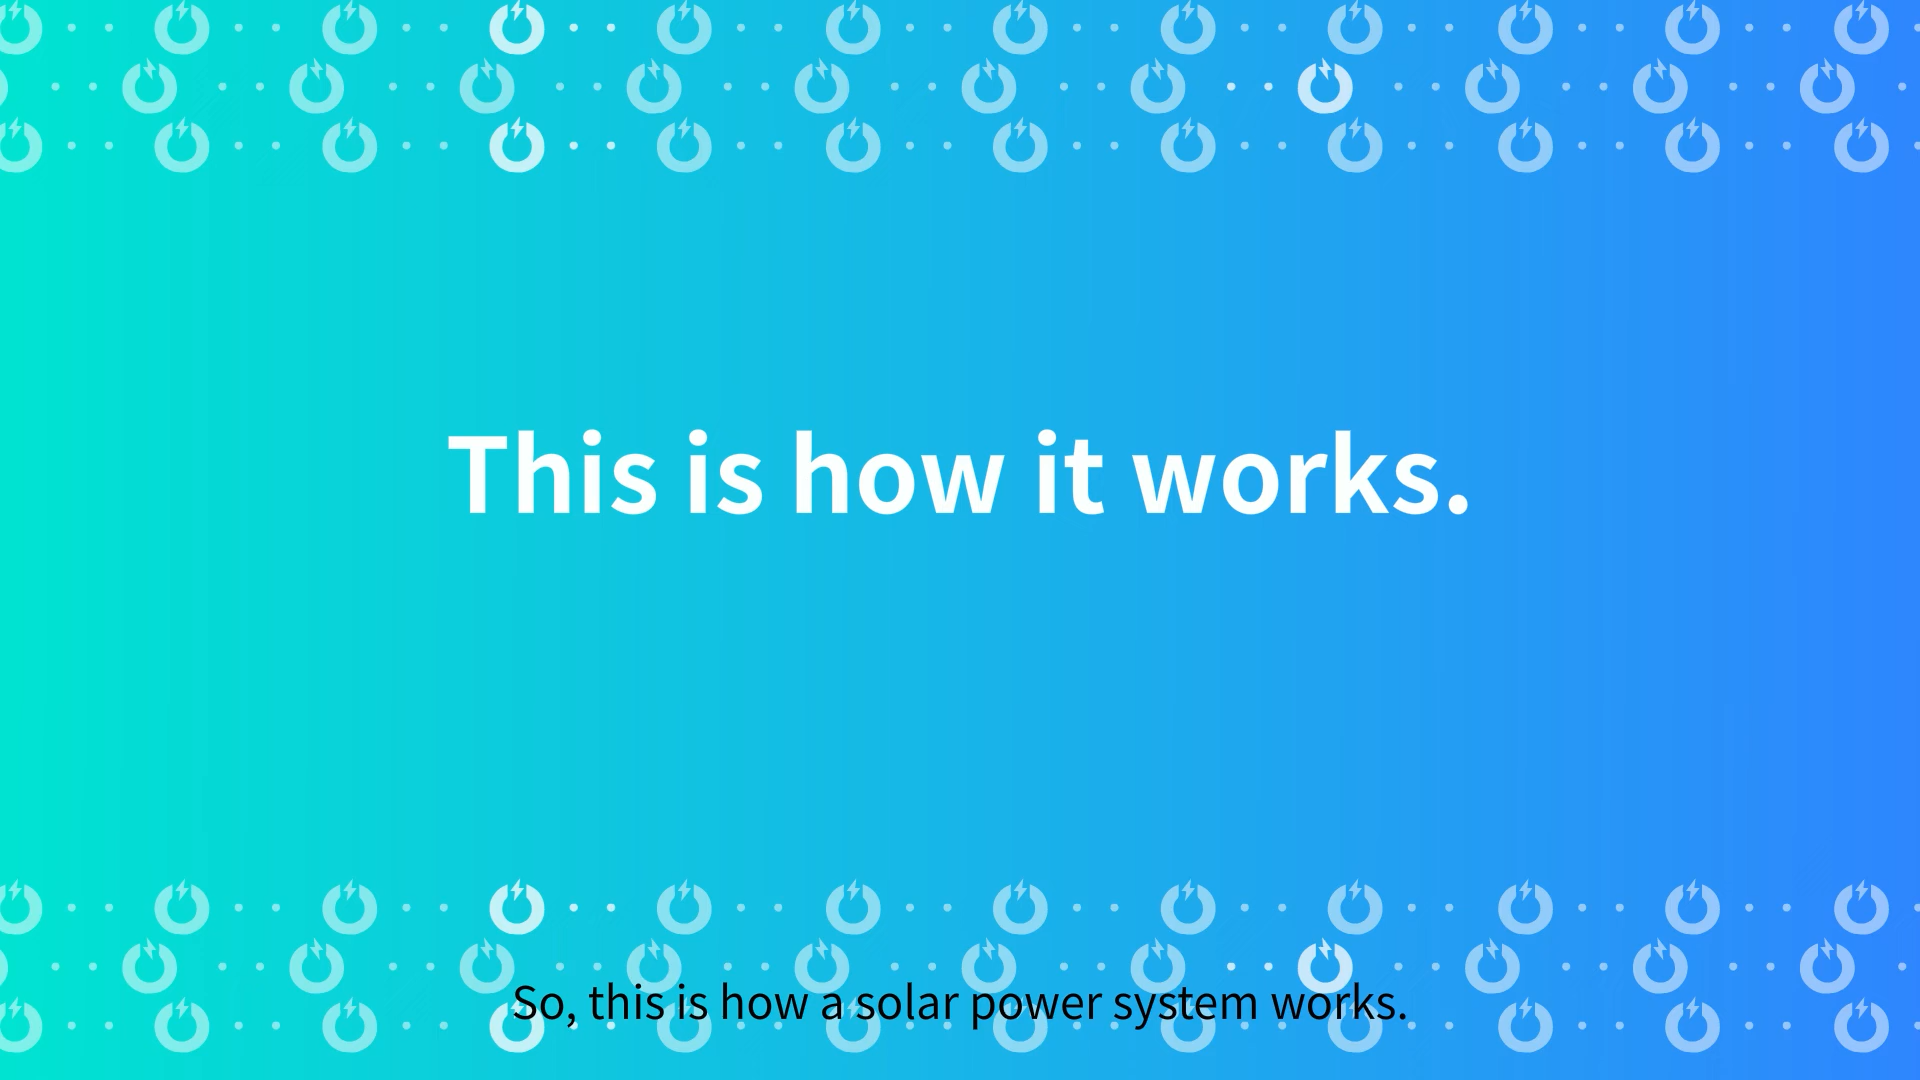 This is how it works.
So, this is how a solar power system works.